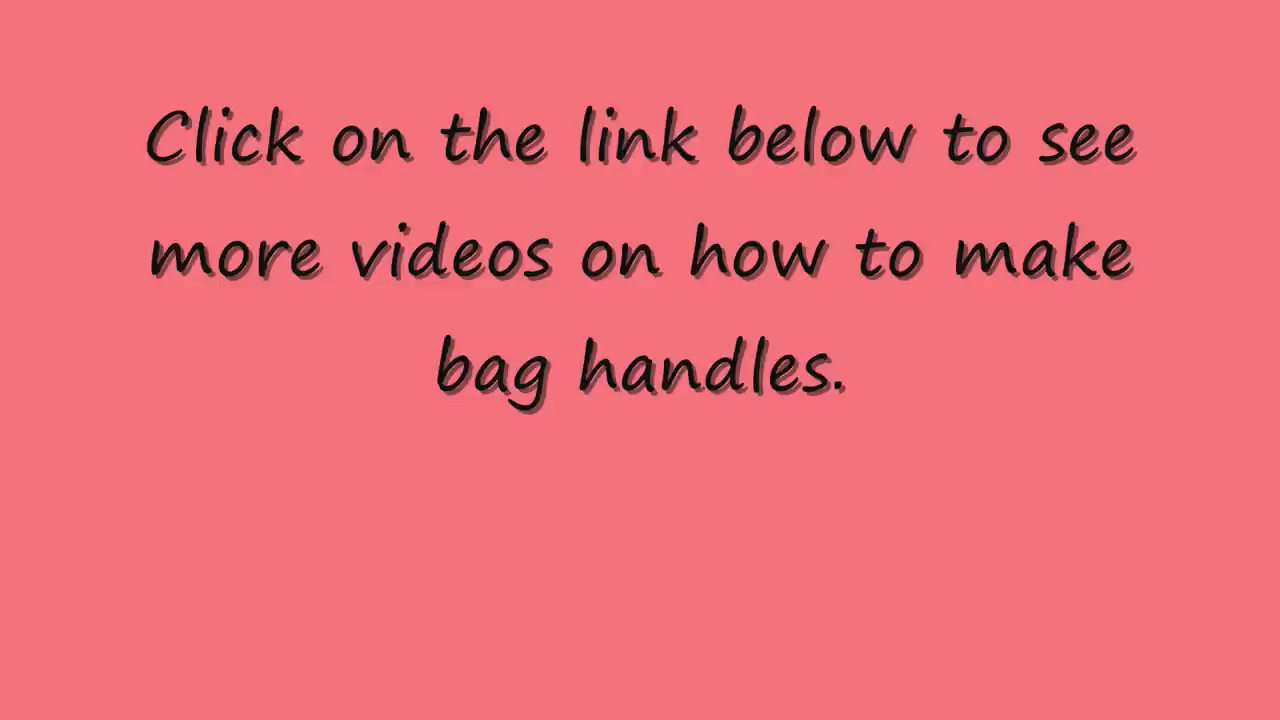 Click on the link below to see
more videos on how to make
bag handles.